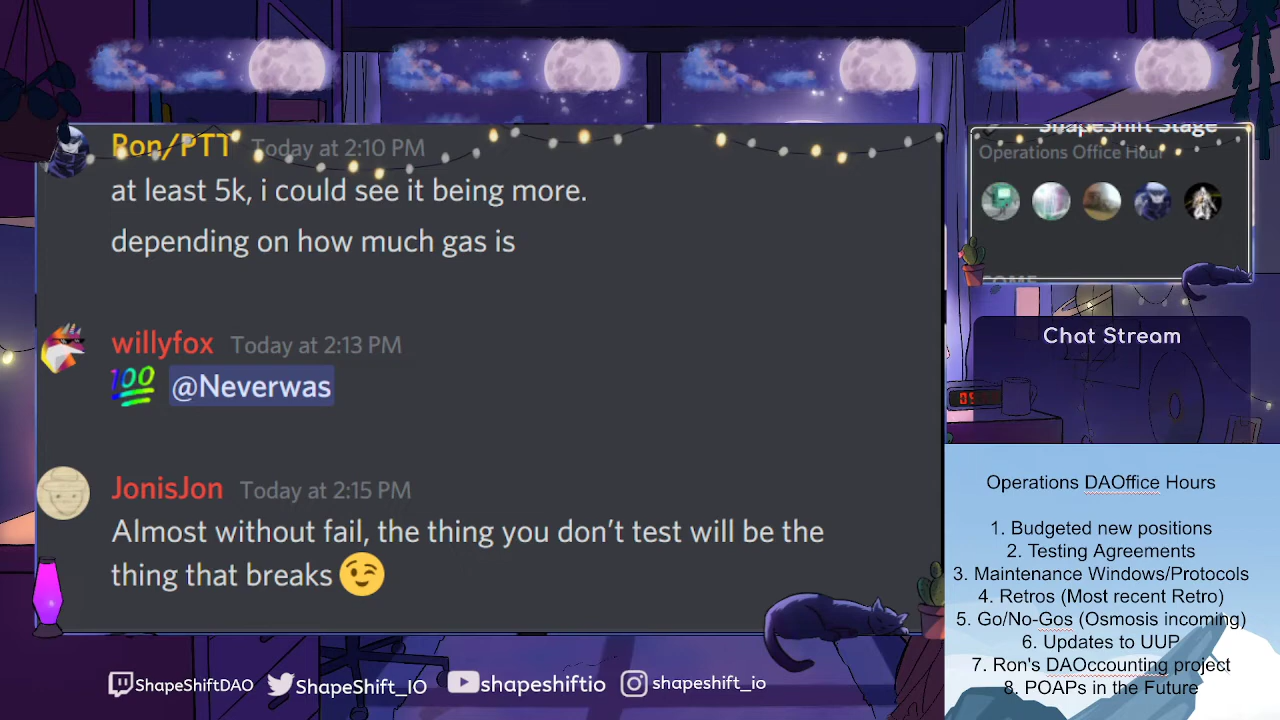 Ron/PTT Today at 2:10 PM
at least 5k, i could see it being more.
depending on how much gas is
willyfox Today at 2:13 PM
💯 @Neverwas
JonisJon Today at 2:15 PM
Almost without fail, the thing you don't test will be the
thing that breaks 😉
ShapeShift Stage
Operations Office Hour
Chat Stream
09
Operations DAOffice Hours
1. Budgeted new positions
2. Testing Agreements
3. Maintenance Windows/Protocols
4. Retros (Most recent Retro)
5. Go/No-Gos (Osmosis incoming)
6. Updates to UUP
7. Ron's DAOccounting project
8. POAPs in the Future
ShapeShiftDAO ShapeShift_IO shapeshiftio shapeshift_io